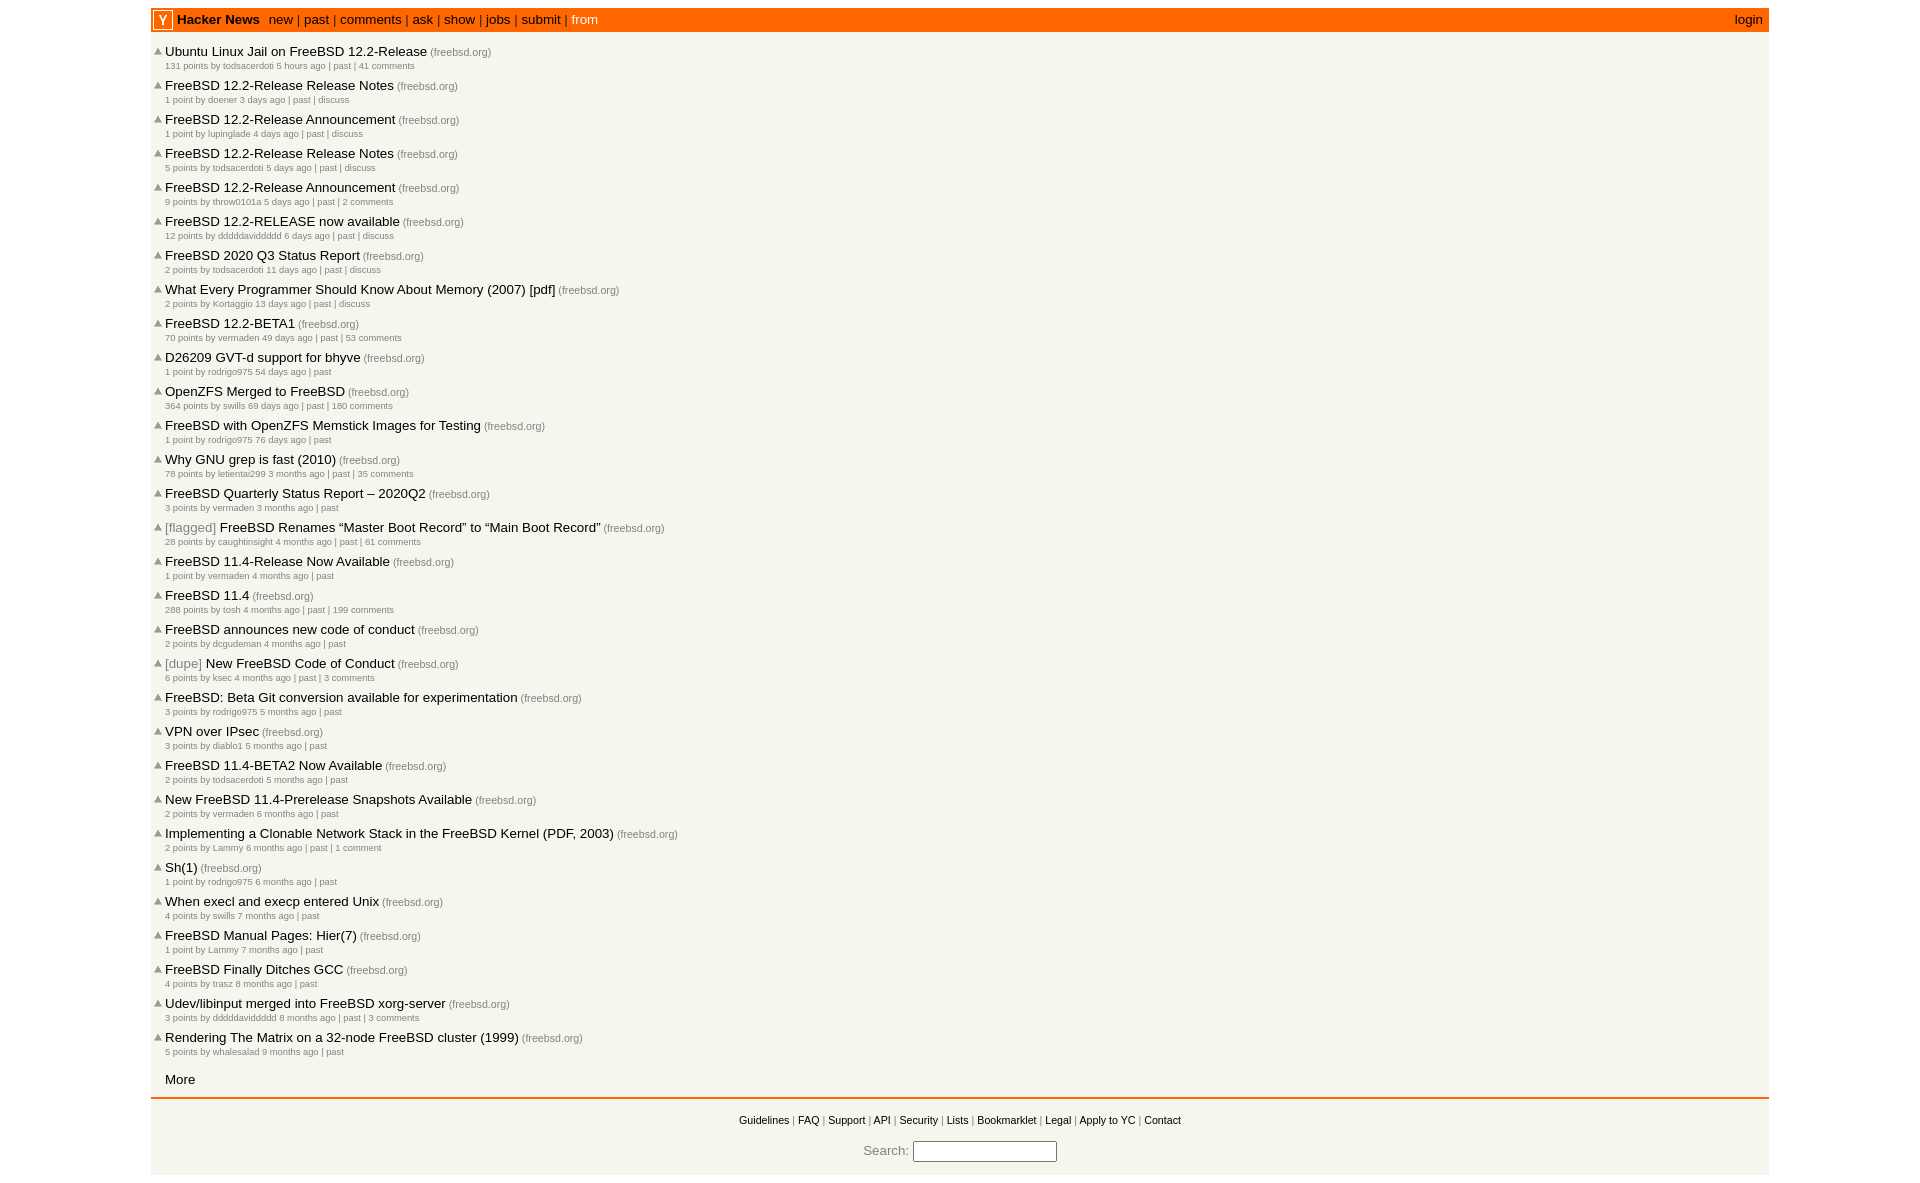 Y Hacker News new | past | comments | ask | show | jobs | submit | from login
Ubuntu Linux Jail on FreeBSD 12.2-Release (freebsd.org)
131 points by todsacerdoti 5 hours ago | past | 41 comments
FreeBSD 12.2-Release Release Notes (freebsd.org)
1 point by doener 3 days ago | past | discuss
FreeBSD 12.2-Release Announcement (freebsd.org)
1 point by lupinglade 4 days ago | past | discuss
FreeBSD 12.2-Release Release Notes (freebsd.org)
5 points by todsacerdoti 5 days ago | past | discuss
FreeBSD 12.2-Release Announcement (freebsd.org)
9 points by throw0101a 5 days ago | past | 2 comments
FreeBSD 12.2-RELEASE now available (freebsd.org)
12 points by dddddaviddddd 6 days ago | past | discuss
FreeBSD 2020 Q3 Status Report (freebsd.org)
2 points by todsacerdoti 11 days ago | past | discuss
What Every Programmer Should Know About Memory (2007) [pdf] (freebsd.org)
2 points by Kortaggio 13 days ago | past | discuss
FreeBSD 12.2-BETA1 (freebsd.org)
70 points by vermaden 49 days ago | past | 53 comments
D26209 GVT-d support for bhyve (freebsd.org)
1 point by rodrigo975 54 days ago | past
OpenZFS Merged to FreeBSD (freebsd.org)
364 points by swills 69 days ago | past | 180 comments
FreeBSD with OpenZFS Memstick Images for Testing (freebsd.org)
1 point by rodrigo975 76 days ago | past
Why GNU grep is fast (2010) (freebsd.org)
78 points by letientai299 3 months ago | past | 35 comments
FreeBSD Quarterly Status Report – 2020Q2 (freebsd.org)
3 points by vermaden 3 months ago | past
[flagged] FreeBSD Renames “Master Boot Record” to “Main Boot Record” (freebsd.org)
28 points by caughtinsight 4 months ago | past | 61 comments
FreeBSD 11.4-Release Now Available (freebsd.org)
1 point by vermaden 4 months ago | past
FreeBSD 11.4 (freebsd.org)
288 points by tosh 4 months ago | past | 199 comments
FreeBSD announces new code of conduct (freebsd.org)
2 points by dcgudeman 4 months ago | past
[dupe] New FreeBSD Code of Conduct (freebsd.org)
6 points by ksec 4 months ago | past | 3 comments
FreeBSD: Beta Git conversion available for experimentation (freebsd.org)
3 points by rodrigo975 5 months ago | past
VPN over IPsec (freebsd.org)
3 points by diablo1 5 months ago | past
FreeBSD 11.4-BETA2 Now Available (freebsd.org)
2 points by todsacerdoti 5 months ago | past
New FreeBSD 11.4-Prerelease Snapshots Available (freebsd.org)
2 points by vermaden 6 months ago | past
Implementing a Clonable Network Stack in the FreeBSD Kernel (PDF, 2003) (freebsd.org)
2 points by Lammy 6 months ago | past | 1 comment
Sh(1) (freebsd.org)
1 point by rodrigo975 6 months ago | past
When execl and execp entered Unix (freebsd.org)
4 points by swills 7 months ago | past
FreeBSD Manual Pages: Hier(7) (freebsd.org)
1 point by Lammy 7 months ago | past
FreeBSD Finally Ditches GCC (freebsd.org)
4 points by trasz 8 months ago | past
Udev/libinput merged into FreeBSD xorg-server (freebsd.org)
3 points by dddddaviddddd 8 months ago | past | 3 comments
Rendering The Matrix on a 32-node FreeBSD cluster (1999) (freebsd.org)
5 points by whalesalad 9 months ago | past
More
Guidelines | FAQ | Support | API | Security | Lists | Bookmarklet | Legal | Apply to YC | Contact
Search: